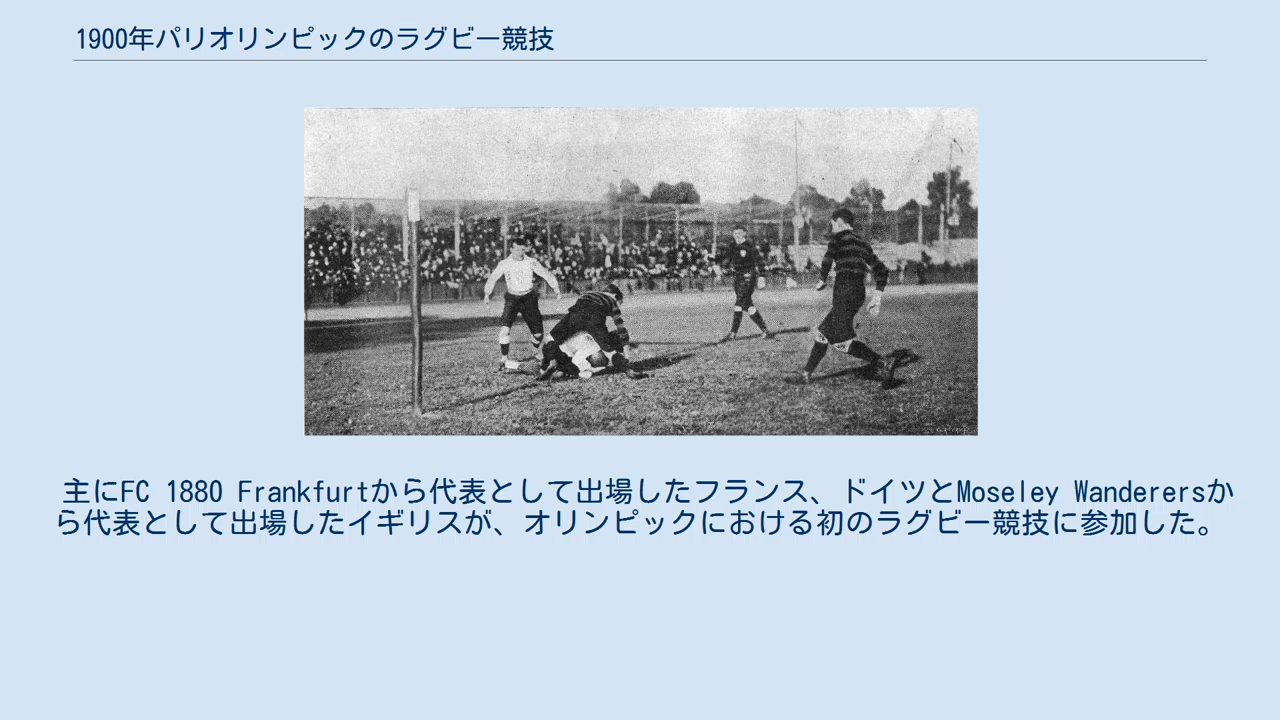 1900年パリオリンピックのラグビー競技
主にFC 1880 Frankfurtから代表として出場したフランス、ドイツとMoseley Wanderersか
ら代表として出場したイギリスが、オリンピックにおける初のラグビー競技に参加した。